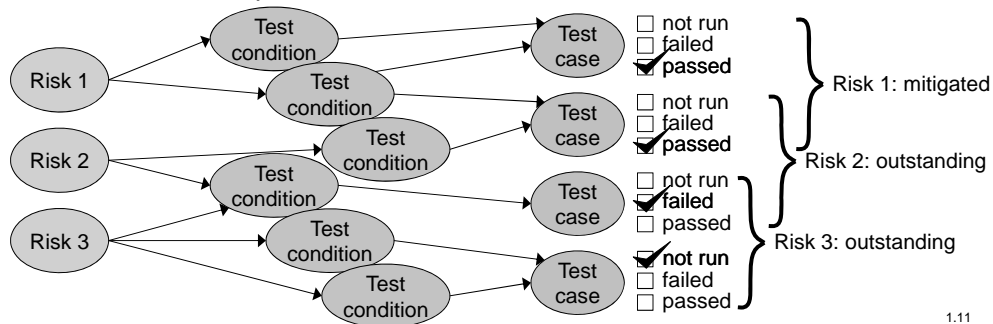 Risk 1
Risk 2
Risk 3
Test
condition
Test
condition
Test
condition
Test
condition
Test
condition
Test
condition
Test
case
Test
case
Test
case
Test
case
not run
failed
passed
not run
failed
passed
not run
failed
passed
not run
failed
passed
Risk 1: mitigated
Risk 2: outstanding
Risk 3: outstanding
1.11